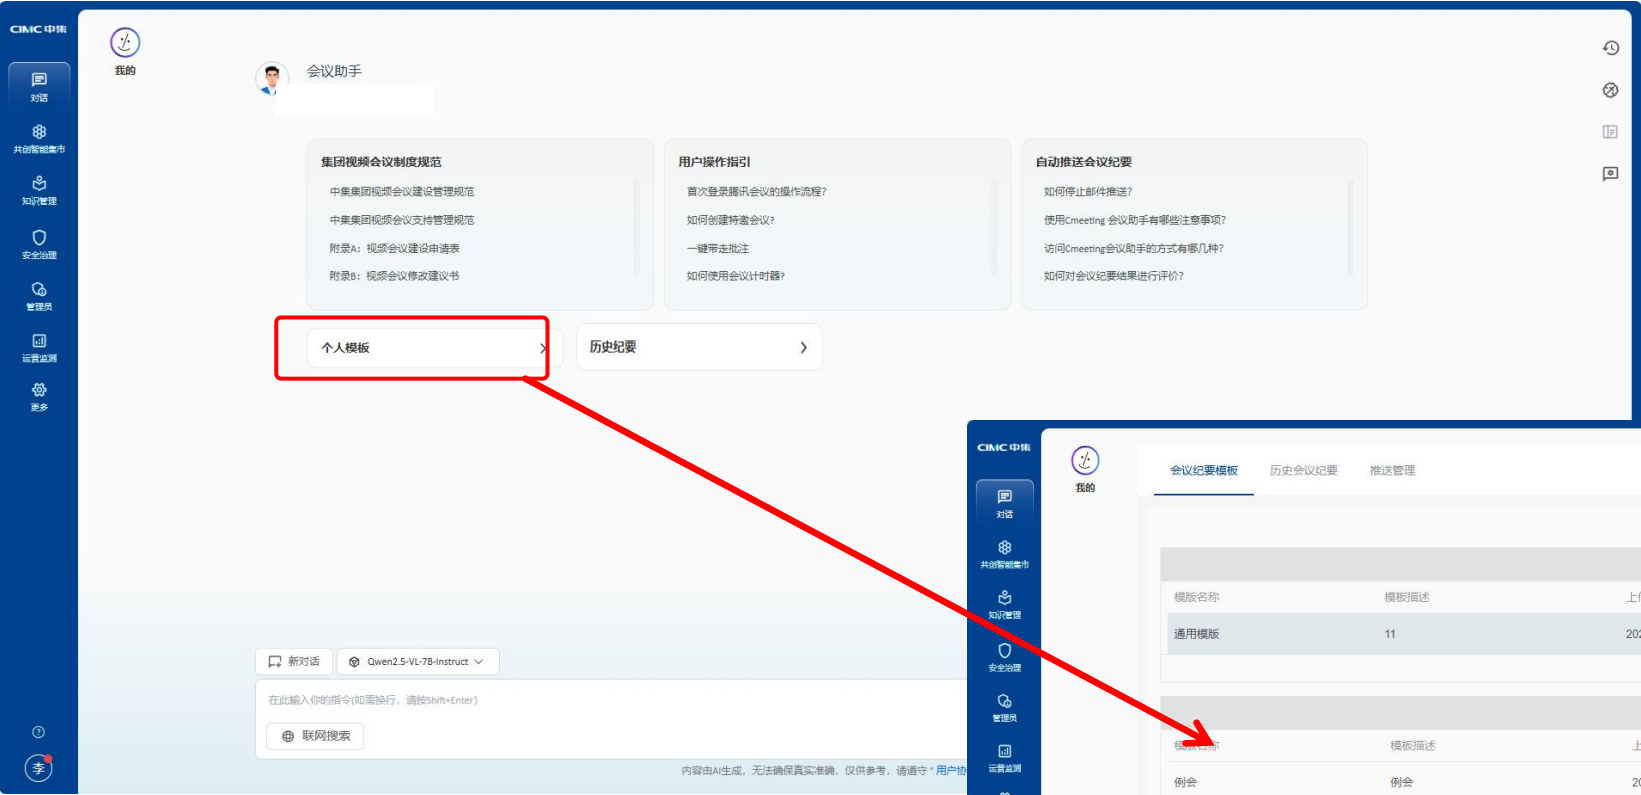 CIMC 中集
对话
共创智能集市
知识管理
安全治理
管理员
运营监测
更多
李
我的
会议助手
集团视频会议制度规范
中集集团视频会议建设管理规范
中集集团视频会议支持管理规范
附录A：视频会议建设申请表
附录B：视频会议修改建议书
用户操作指引
首次登录腾讯会议的操作流程?
如何创建特邀会议?
一键带走批注
如何使用会议计时器?
自动推送会议纪要
如何停止邮件推送?
使用Cmeeting 会议助手有哪些注意事项?
访问Cmeeting会议助手的方式有哪几种?
如何对会议纪要结果进行评价?
个人模板
历史纪要
新对话
Qwen2.5-VL-7B-Instruct
在此输入你的指令(如需换行，请按Shift+Enter)
联网搜索
内容由AI生成，无法确保真实准确，仅供参考，请遵守 “ 用户协
CIMC 中集
对话
共创智能集市
知识管理
安全治理
管理员
运营监测
我的
会议纪要模板
历史会议纪要
推送管理
模版名称
模板描述
上
通用模版
11
202
模板描述
上
例会
例会
20